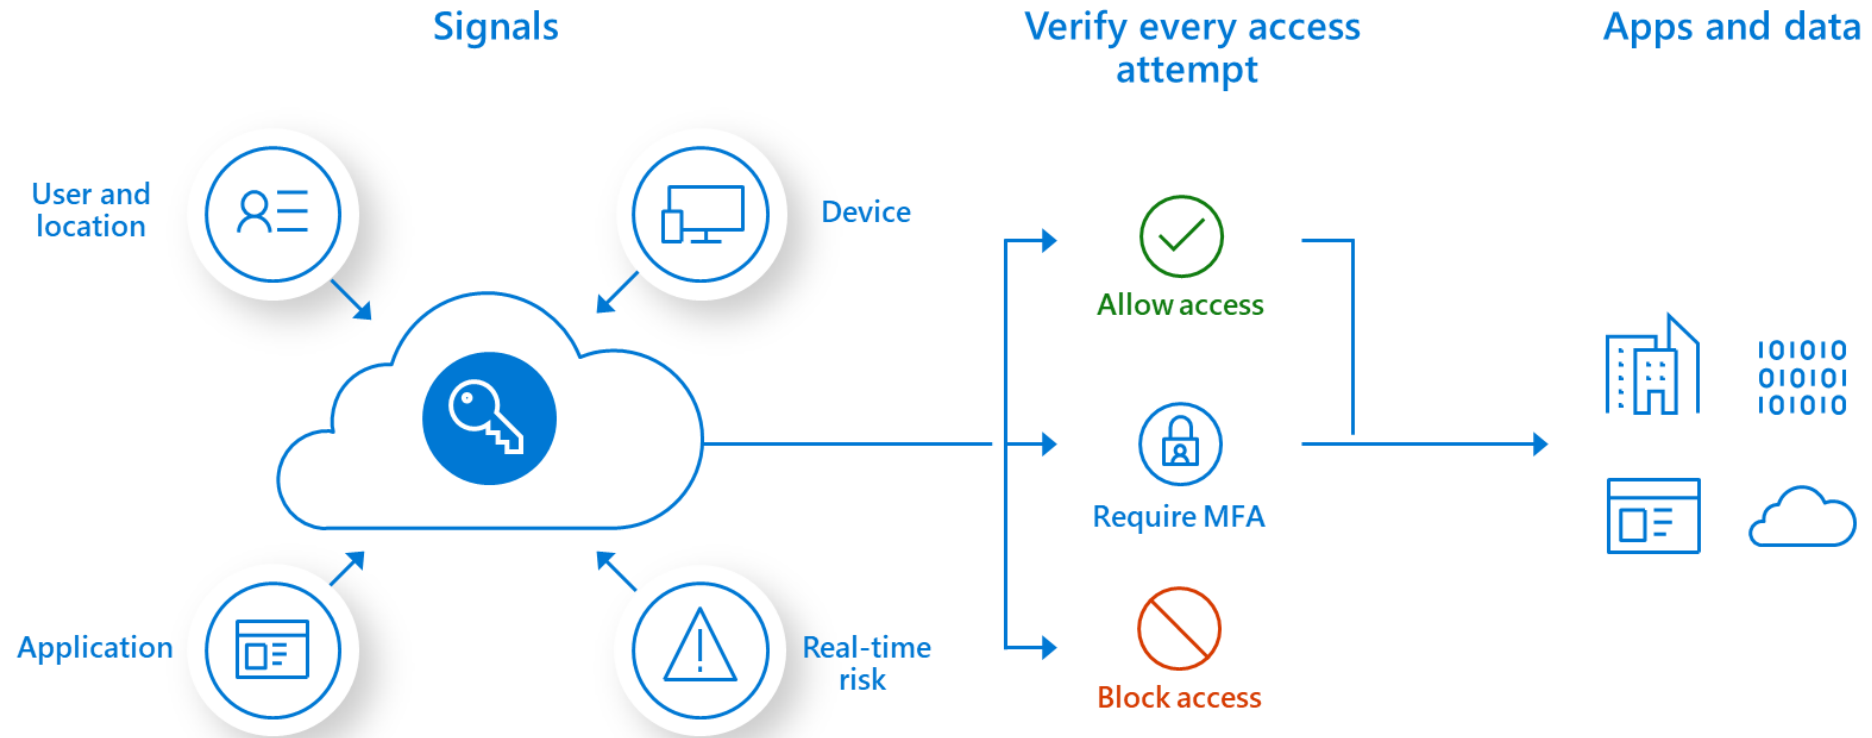 Signals
Verify every access
attempt
Apps and data
User and
location
Device
Allow access
101010
010101
101010
Require MFA
Application
Real-time
risk
Block access